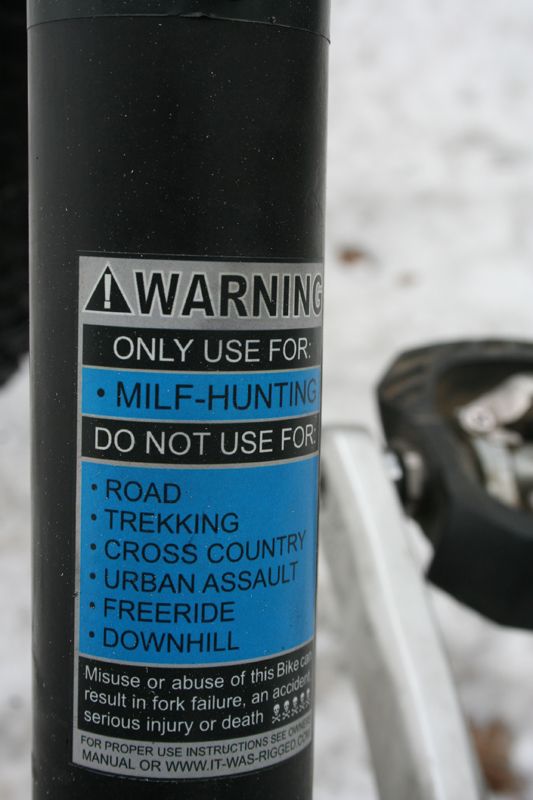 WARNING
ONLY USE FOR:
• MILF-HUNTING
DO NOT USE FOR:
• ROAD
• TREKKING
• CROSS COUNTRY
• URBAN ASSAULT
• FREERIDE
• DOWNHILL
Misuse or abuse of this Bike can
result in fork failure, an accident,
serious injury or death
FOR PROPER USE INSTRUCTIONS SEE OWNERS
MANUAL OR WWW.IT-WAS-RIGGED.COM